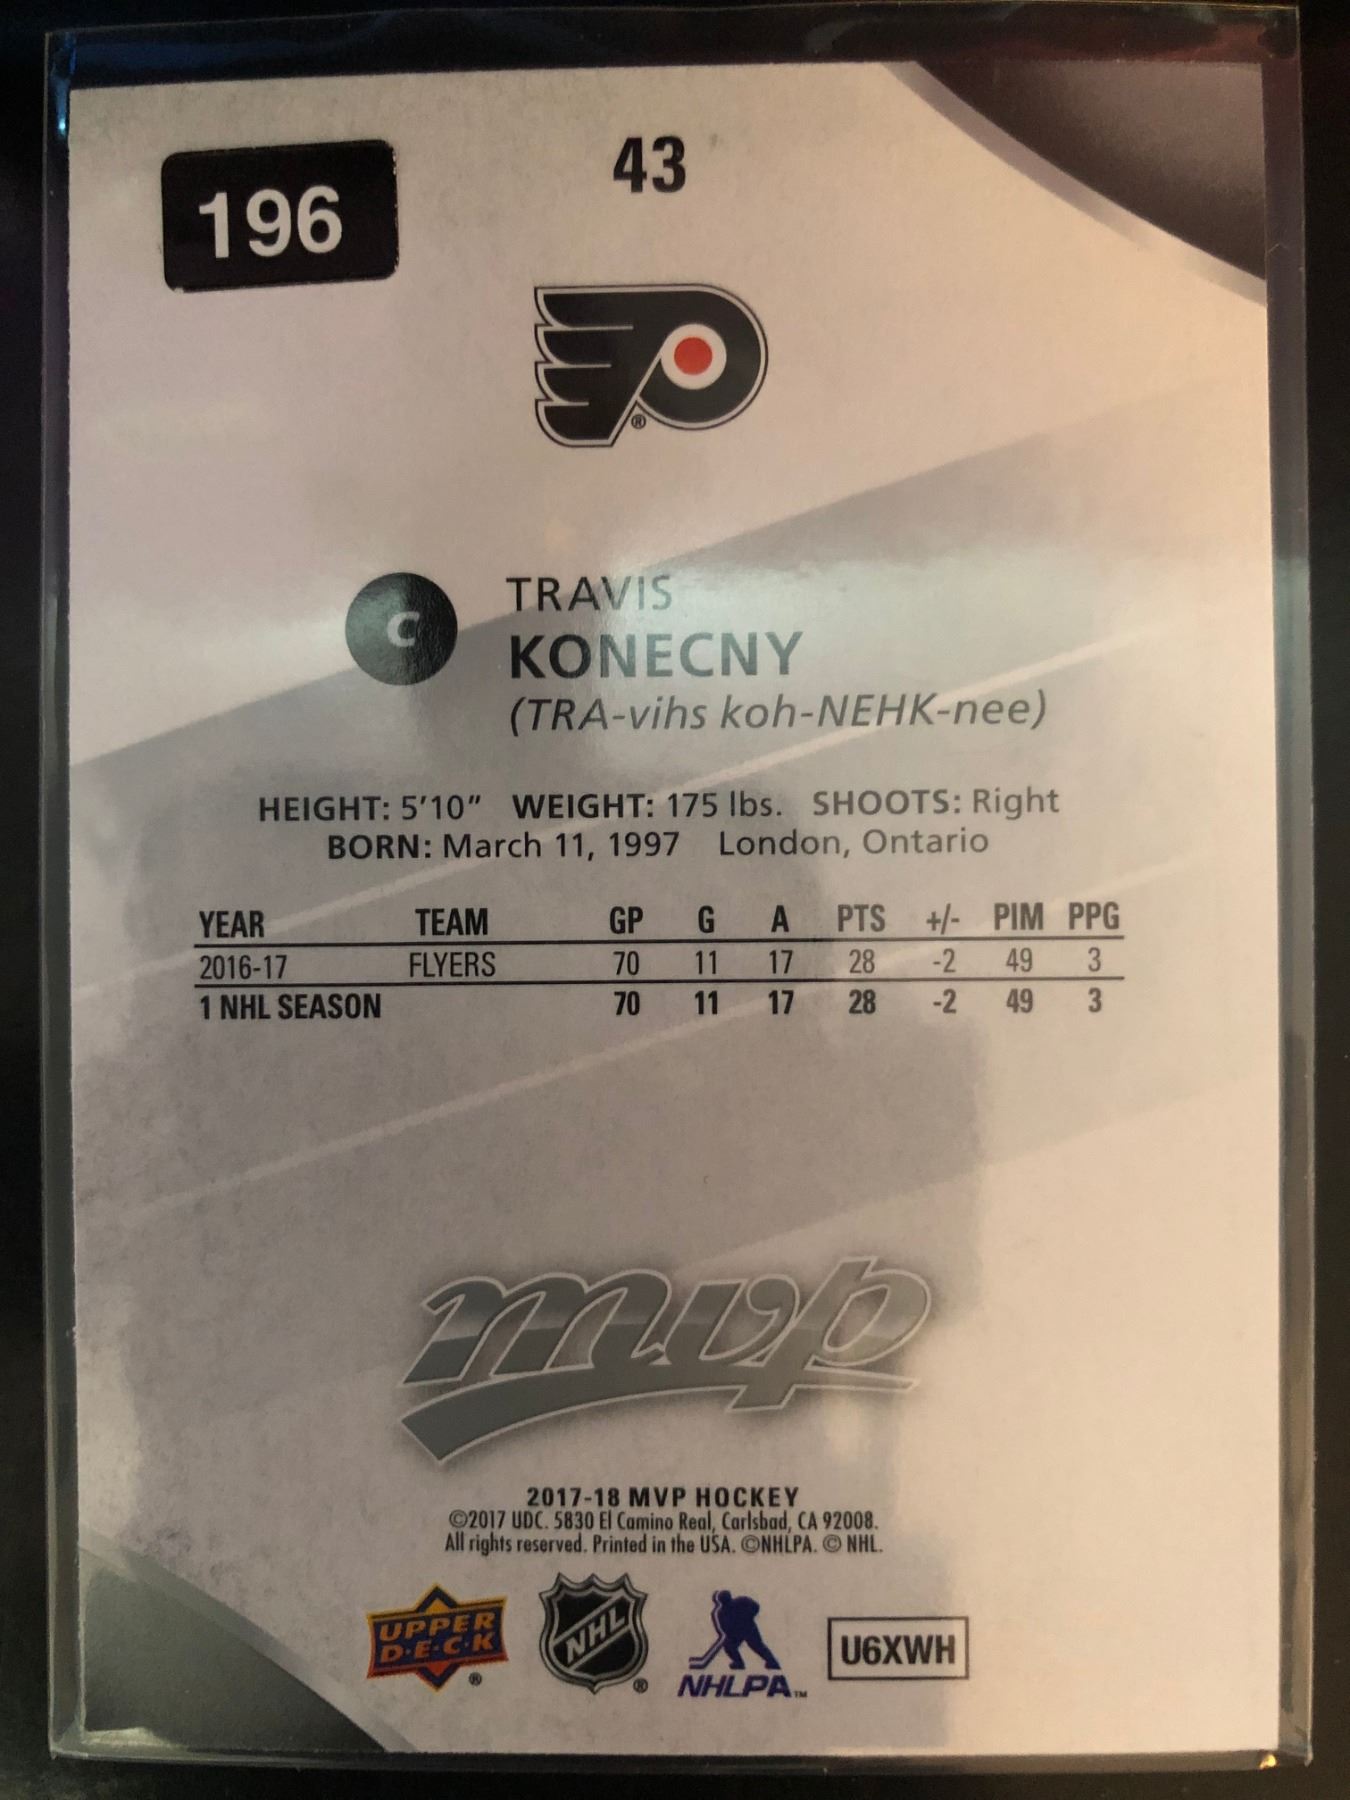 196
43
®
C
TRAVIS
KONECNY
(TRA-vihs koh-NEHK-nee)
HEIGHT: 5'10" WEIGHT: 175 lbs. SHOOTS: Right
BORN: March 11, 1997 London, Ontario
YEAR TEAM GP G A PTS +/- PIM PPG
2016-17 FLYERS 70 11 17 28 -2 49 3
1 NHL SEASON 70 11 17 28 -2 49 3
mvp
2017-18 MVP HOCKEY
©2017 UDC. 5830 El Camino Real, Carlsbad, CA 92008.
All rights reserved. Printed in the USA. ©NHLPA. © NHL.
UPPER D·E·C·K ® NHL ® NHLPA™ U6XWH